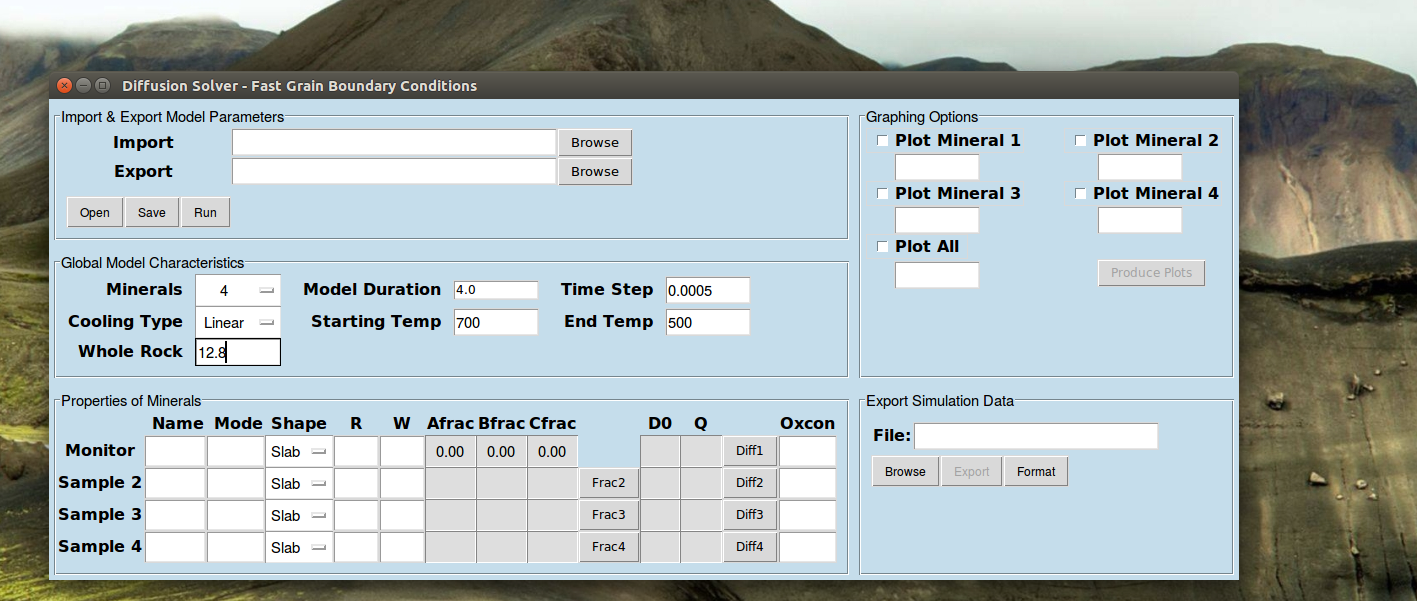 Diffusion Solver - Fast Grain Boundary Conditions
Import & Export Model Parameters
Import Browse
Export Browse
Open Save Run
Global Model Characteristics
Minerals 4 Model Duration 4.0 Time Step 0.0005
Cooling Type Linear Starting Temp 700 End Temp 500
Whole Rock 12.8
Properties of Minerals
Name Mode Shape R W Afrac Bfrac Cfrac D0 Q Oxcon
Monitor Slab 0.00 0.00 0.00 Diff1
Sample 2 Slab Frac2 Diff2
Sample 3 Slab Frac3 Diff3
Sample 4 Slab Frac4 Diff4
Graphing Options
Plot Mineral 1 Plot Mineral 2
Plot Mineral 3 Plot Mineral 4
Plot All
Produce Plots
Export Simulation Data
File:
Browse Export Format